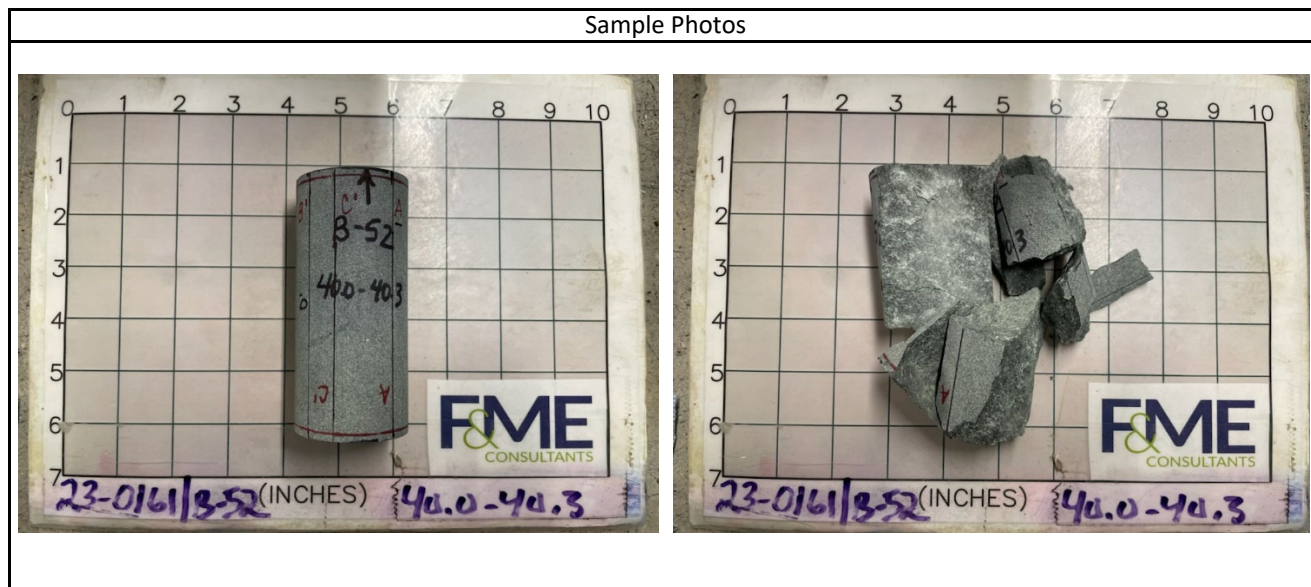 Sample Photos
0 1 2 3 4 5 6 7 8 9 10
1
2
3
4
5
6
7
B' C' A
B-52
40.0-40.3
C' A
F&ME
CONSULTANTS
(INCHES)
23-0161/B-52
40.0-40.3
0 1 2 3 4 5 6 7 8 9 10
1
2
3
4
5
6
7
0.3
A
F&ME
CONSULTANTS
(INCHES)
23-0161/B-52
40.0-40.3